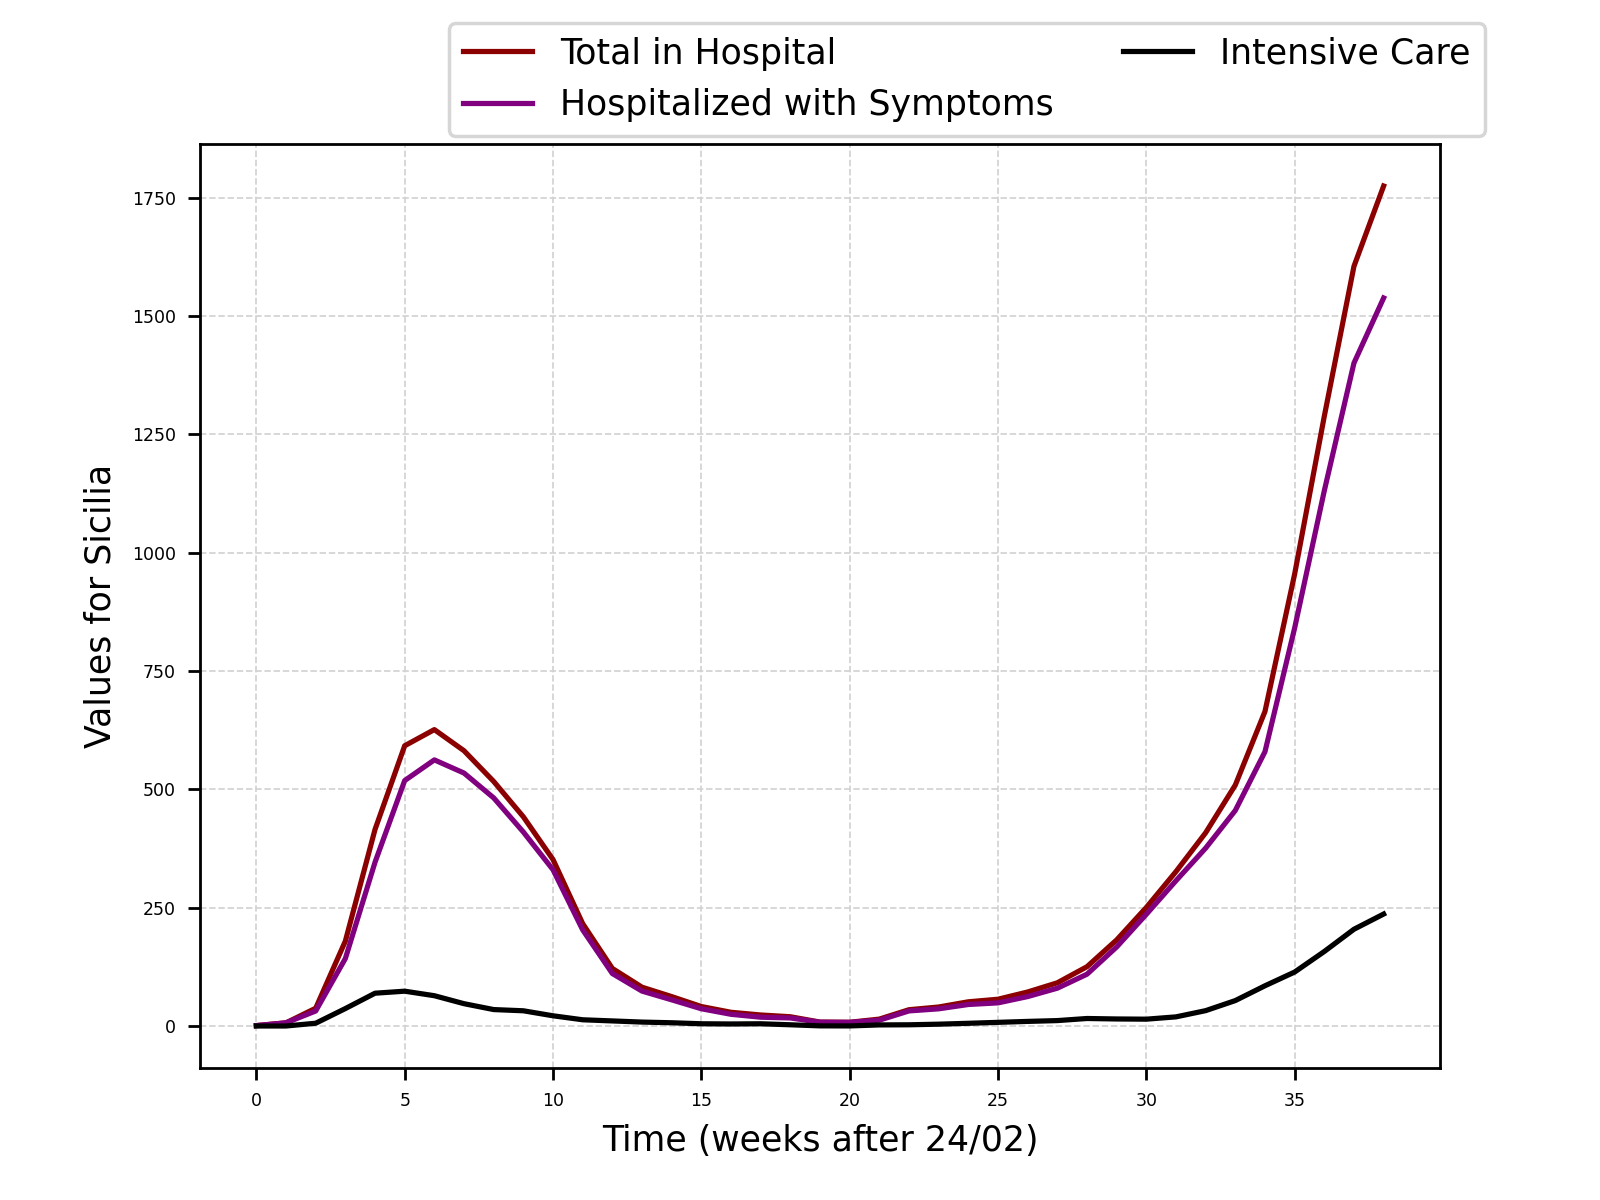 Total in Hospital
Hospitalized with Symptoms
Intensive Care
1750
1500
1250
1000
750
500
250
0
Values for Sicilia
0 5 10 15 20 25 30 35
Time (weeks after 24/02)